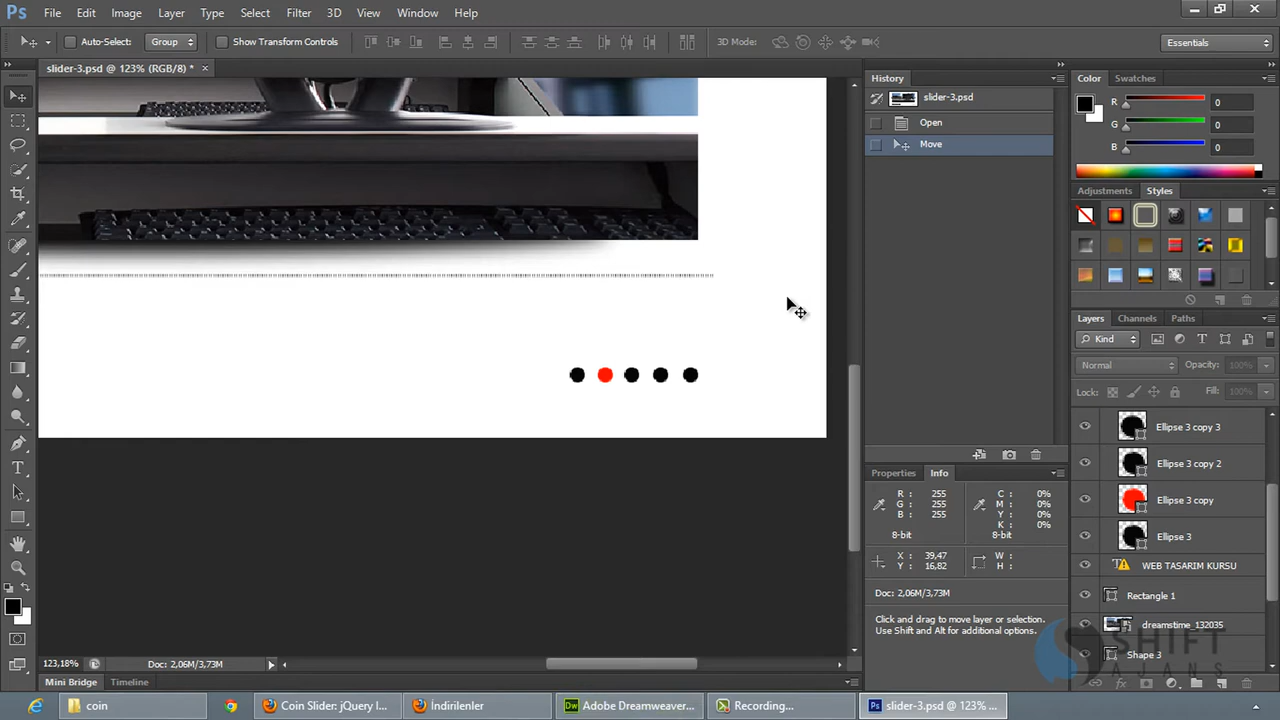 Ps File Edit Image Layer Type Select Filter 3D View Window Help
Auto-Select: Group Show Transform Controls 3D Mode: Essentials
slider-3.psd @ 123% (RGB/8) * ×
History
slider-3.psd
Open
Move
Color Swatches
R 0
G 0
B 0
Adjustments Styles
Layers Channels Paths
Kind
Normal Opacity: 100%
Lock: Fill: 100%
Ellipse 3 copy 3
Ellipse 3 copy 2
Ellipse 3 copy
Ellipse 3
WEB TASARIM KURSU
Rectangle 1
dreamstime_132035
Shape 3
Properties Info
R : 255 C : 0%
G : 255 M : 0%
B : 255 Y : 0%
K : 0%
8-bit 8-bit
X : 39,47 W :
Y : 16,82 H :
Doc: 2,06M/3,73M
Click and drag to move layer or selection.
Use Shift and Alt for additional options.
SHIFT
AJANS
123,18% Doc: 2,06M/3,73M
Mini Bridge Timeline
coin Coin Slider: jQuery I... Indirilenler Adobe Dreamweaver... Recording... slider-3.psd @ 123% ...